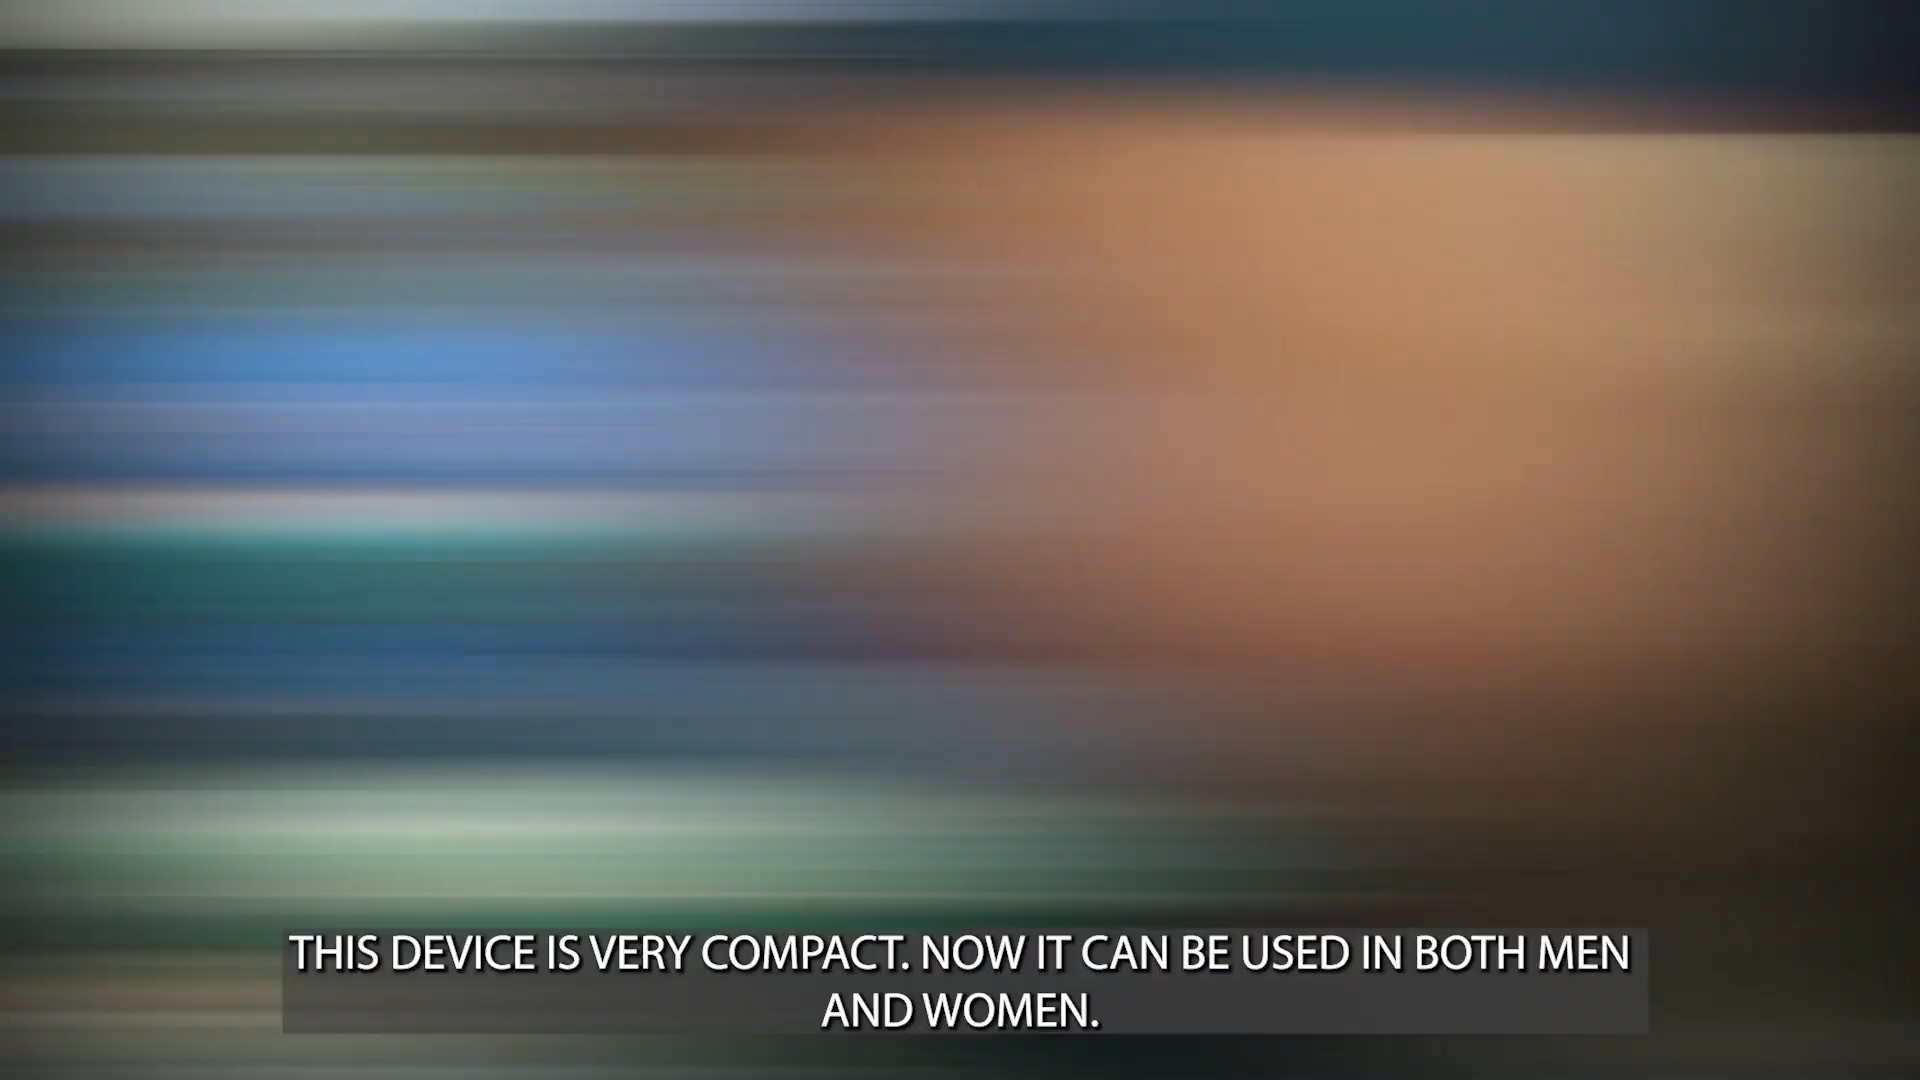 THIS DEVICE IS VERY COMPACT. NOW IT CAN BE USED IN BOTH MEN
AND WOMEN.